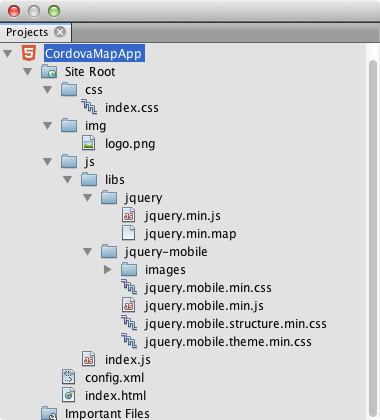 Projects
CordovaMapApp
Site Root
css
index.css
img
logo.png
js
libs
jquery
jquery.min.js
jquery.min.map
jquery-mobile
images
jquery.mobile.min.css
jquery.mobile.min.js
jquery.mobile.structure.min.css
jquery.mobile.theme.min.css
index.js
config.xml
index.html
Important Files